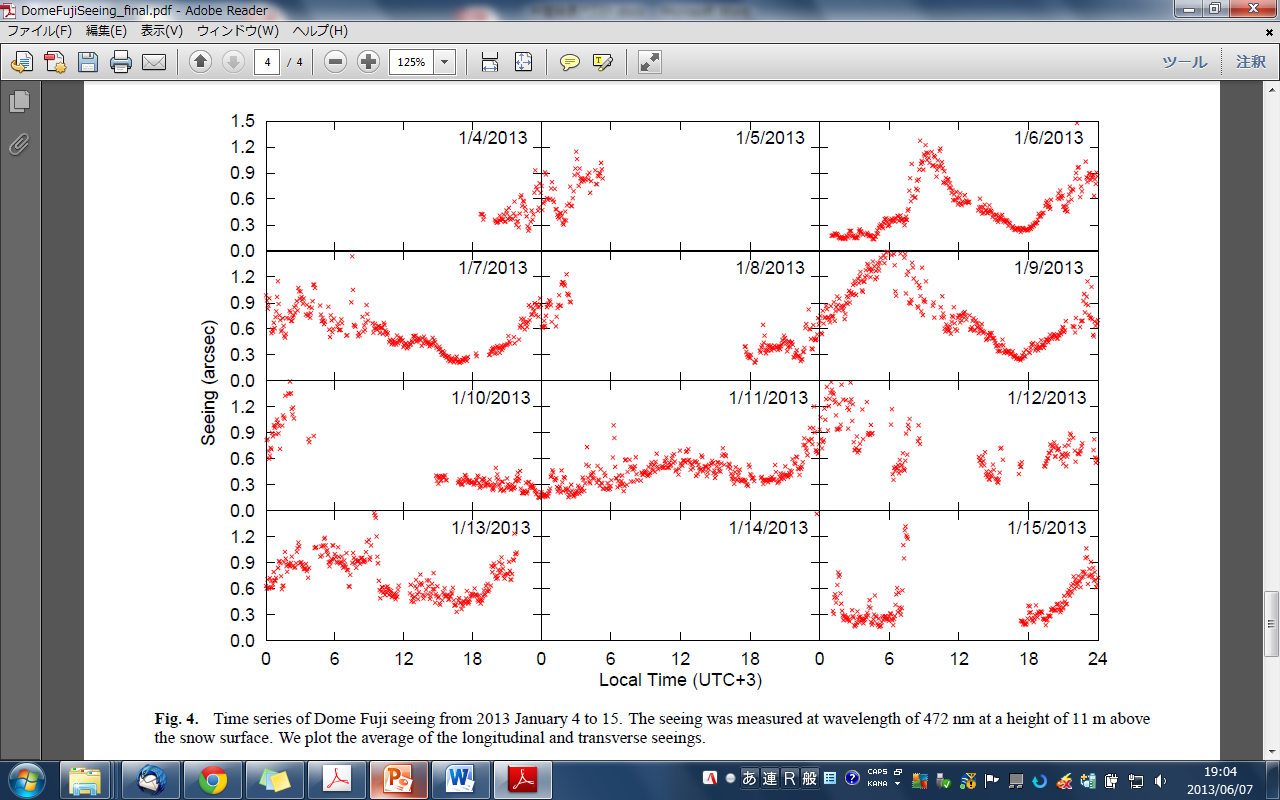 DomeFujiSeeing_final.pdf - Adobe Reader
ファイル(F) 編集(E) 表示(V) ウィンドウ(W) ヘルプ(H)
4 / 4 125% ツール 注釈
1.5 1/4/2013 1/5/2013 1/6/2013
1.2
0.9
0.6
0.3
0.0
1/7/2013 1/8/2013 1/9/2013
1.2
0.9
0.6
0.3
0.0
Seeing (arcsec)
1/10/2013 1/11/2013 1/12/2013
1.2
0.9
0.6
0.3
0.0
1/13/2013 1/14/2013 1/15/2013
1.2
0.9
0.6
0.3
0.0
0 6 12 18 0 6 12 18 0 6 12 18 24
Local Time (UTC+3)
Fig. 4. Time series of Dome Fuji seeing from 2013 January 4 to 15. The seeing was measured at wavelength of 472 nm at a height of 11 m above
the snow surface. We plot the average of the longitudinal and transverse seeings.
あ 連 R 般 CAPS KANA 19:04
2013/06/07